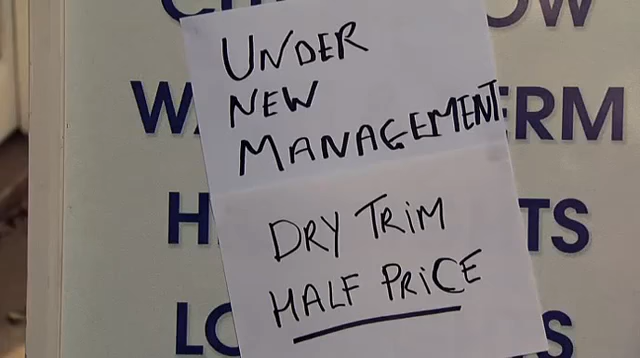 UNDER
NEW
MANAGEMENT
DRY TRiM
HALF PRiCE